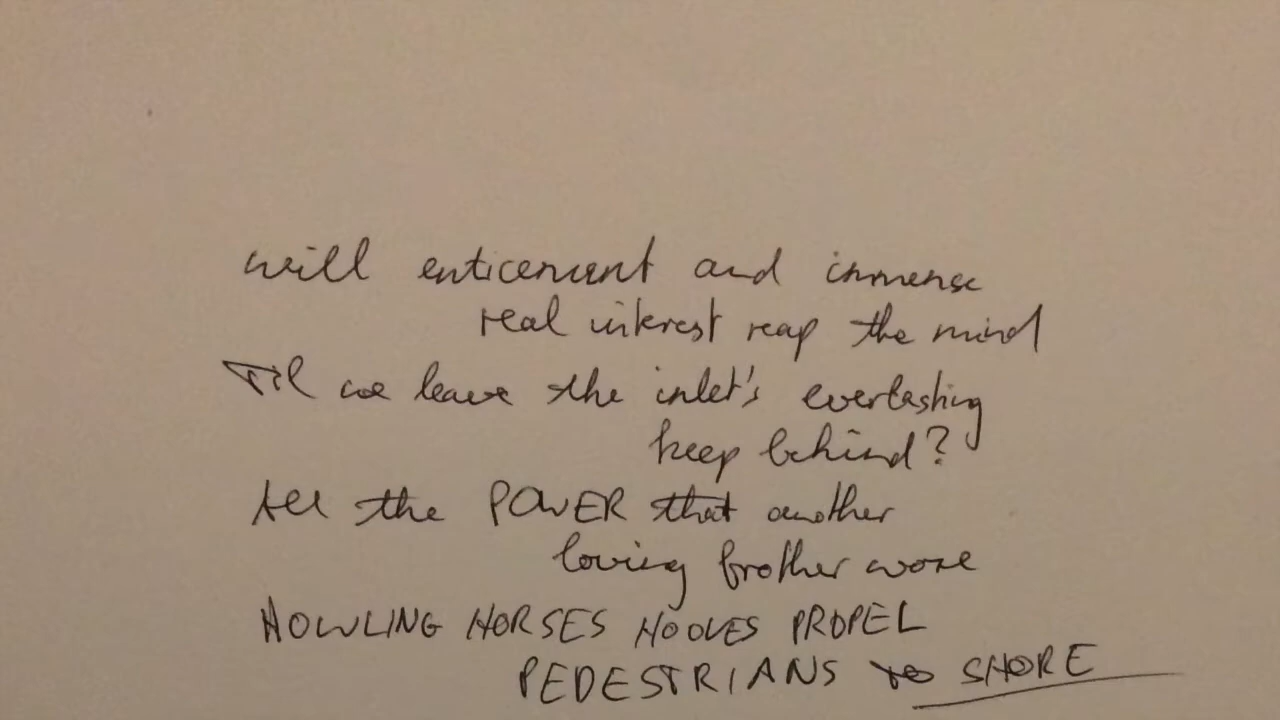 will enticement and immense
real interest reap the mind
Til we leave the inlet's everlasting
keep behind?
All the POWER that another
loving brother wore
HOWLING HORSES HOOVES PROPEL
PEDESTRIANS to SHORE